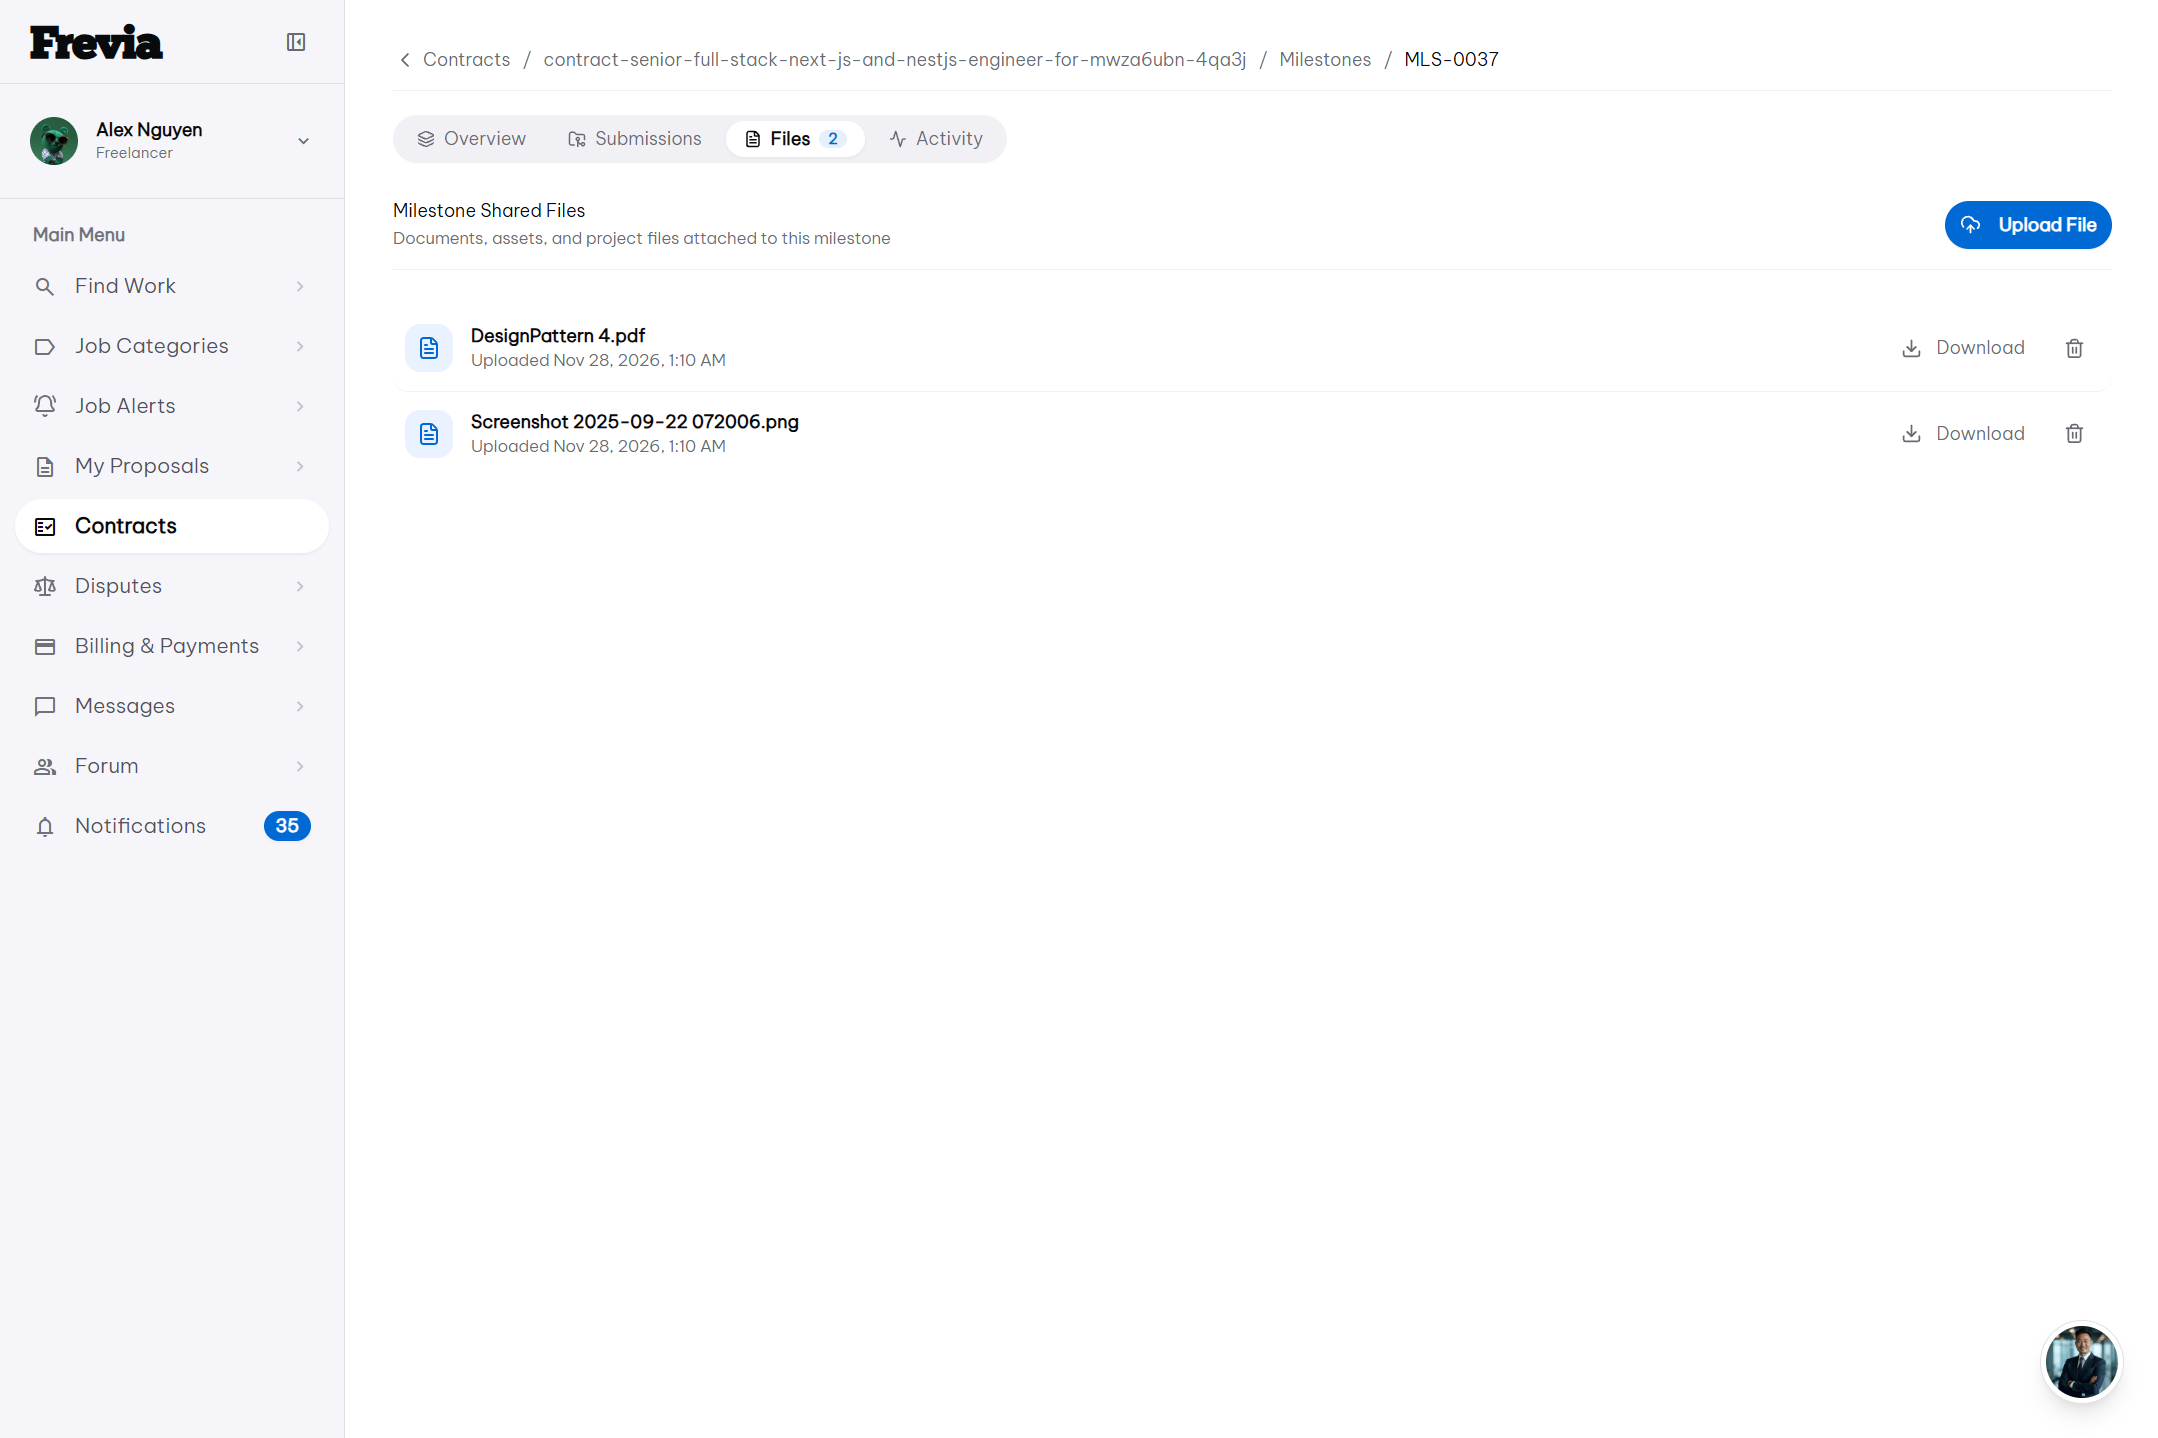 Frevia
Alex Nguyen
Freelancer
Main Menu
Find Work
Job Categories
Job Alerts
My Proposals
Contracts
Disputes
Billing & Payments
Messages
Forum
Notifications 35
Contracts / contract-senior-full-stack-next-js-and-nestjs-engineer-for-mwza6ubn-4qa3j / Milestones / MLS-0037
Overview Submissions Files 2 Activity
Milestone Shared Files
Documents, assets, and project files attached to this milestone
Upload File
DesignPattern 4.pdf
Uploaded Nov 28, 2026, 1:10 AM
Download
Screenshot 2025-09-22 072006.png
Uploaded Nov 28, 2026, 1:10 AM
Download